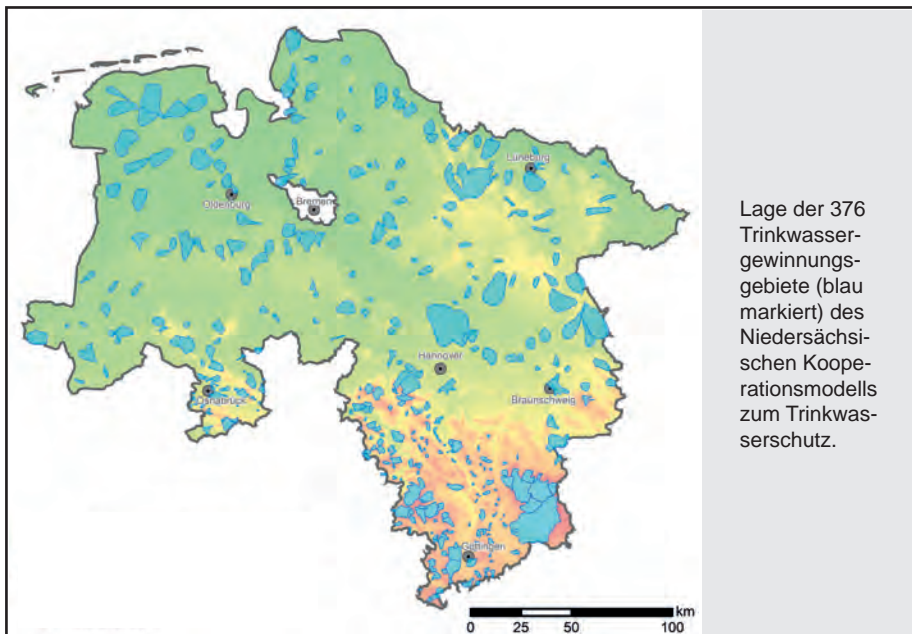 Lüneburg
Oldenburg
Bremen
Hannover
Osnabrück
Braunschweig
Göttingen
km
0 25 50 100
Lage der 376
Trinkwasser-
gewinnungs-
gebiete (blau
markiert) des
Niedersächsi-
schen Koope-
rationsmodells
zum Trinkwas-
serschutz.